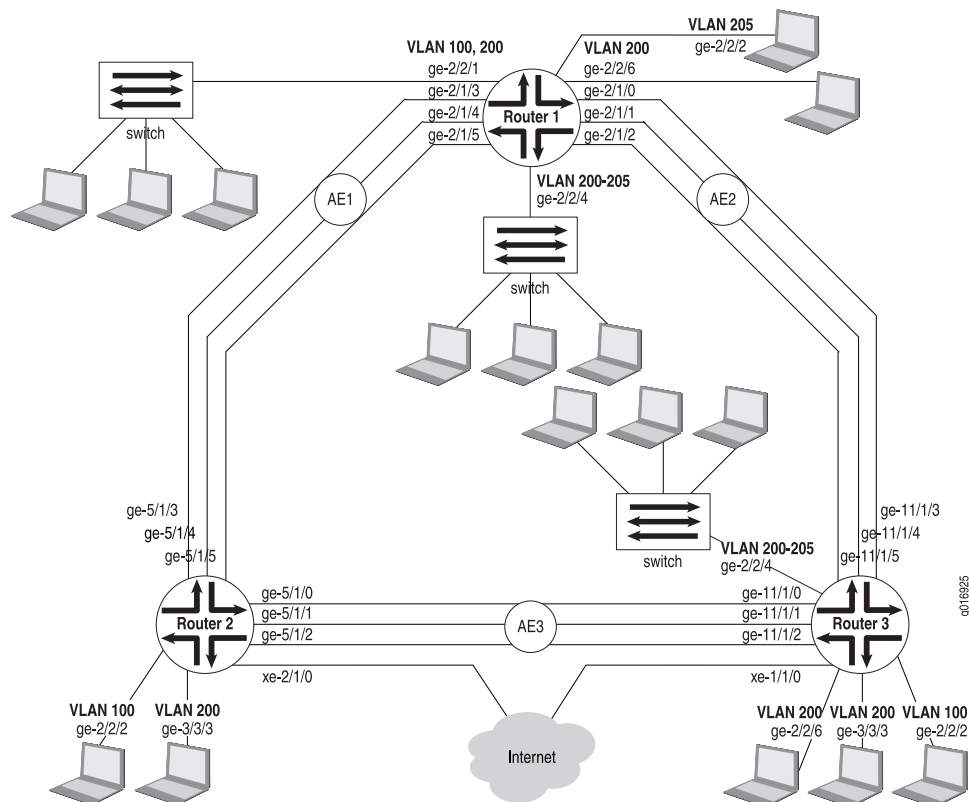 VLAN 205
ge-2/2/2
VLAN 100, 200
ge-2/2/1
ge-2/1/3
ge-2/1/4
ge-2/1/5
VLAN 200
ge-2/2/6
ge-2/1/0
ge-2/1/1
ge-2/1/2
Router 1
switch
AE1
AE2
VLAN 200-205
ge-2/2/4
switch
ge-5/1/3
ge-5/1/4
ge-5/1/5
switch
VLAN 200-205
ge-2/2/4
ge-11/1/3
ge-11/1/4
ge-11/1/5
g016925
Router 2
ge-5/1/0
ge-5/1/1
ge-5/1/2
xe-2/1/0
AE3
ge-11/1/0
ge-11/1/1
ge-11/1/2
xe-1/1/0
Router 3
VLAN 100
ge-2/2/2
VLAN 200
ge-3/3/3
Internet
VLAN 200
ge-2/2/6
VLAN 200
ge-3/3/3
VLAN 100
ge-2/2/2